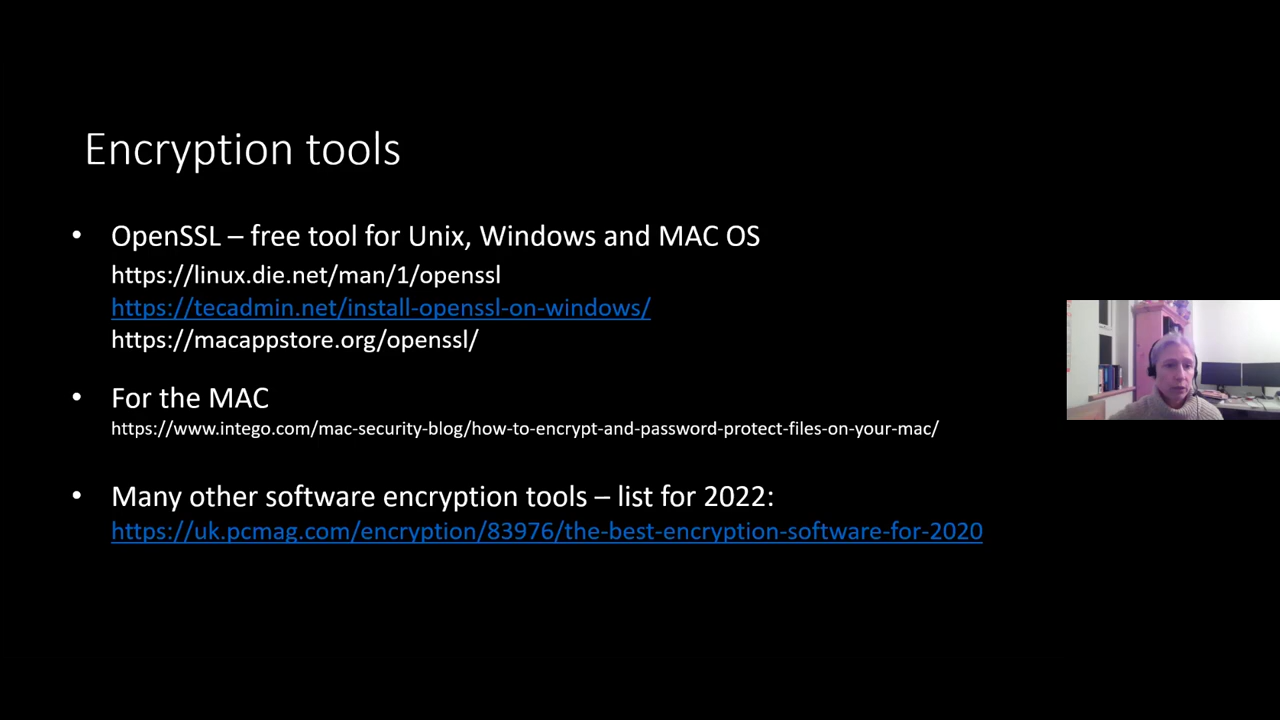 Encryption tools
• OpenSSL – free tool for Unix, Windows and MAC OS
https://linux.die.net/man/1/openssl
https://tecadmin.net/install-openssl-on-windows/
https://macappstore.org/openssl/
• For the MAC
https://www.intego.com/mac-security-blog/how-to-encrypt-and-password-protect-files-on-your-mac/
• Many other software encryption tools – list for 2022:
https://uk.pcmag.com/encryption/83976/the-best-encryption-software-for-2020